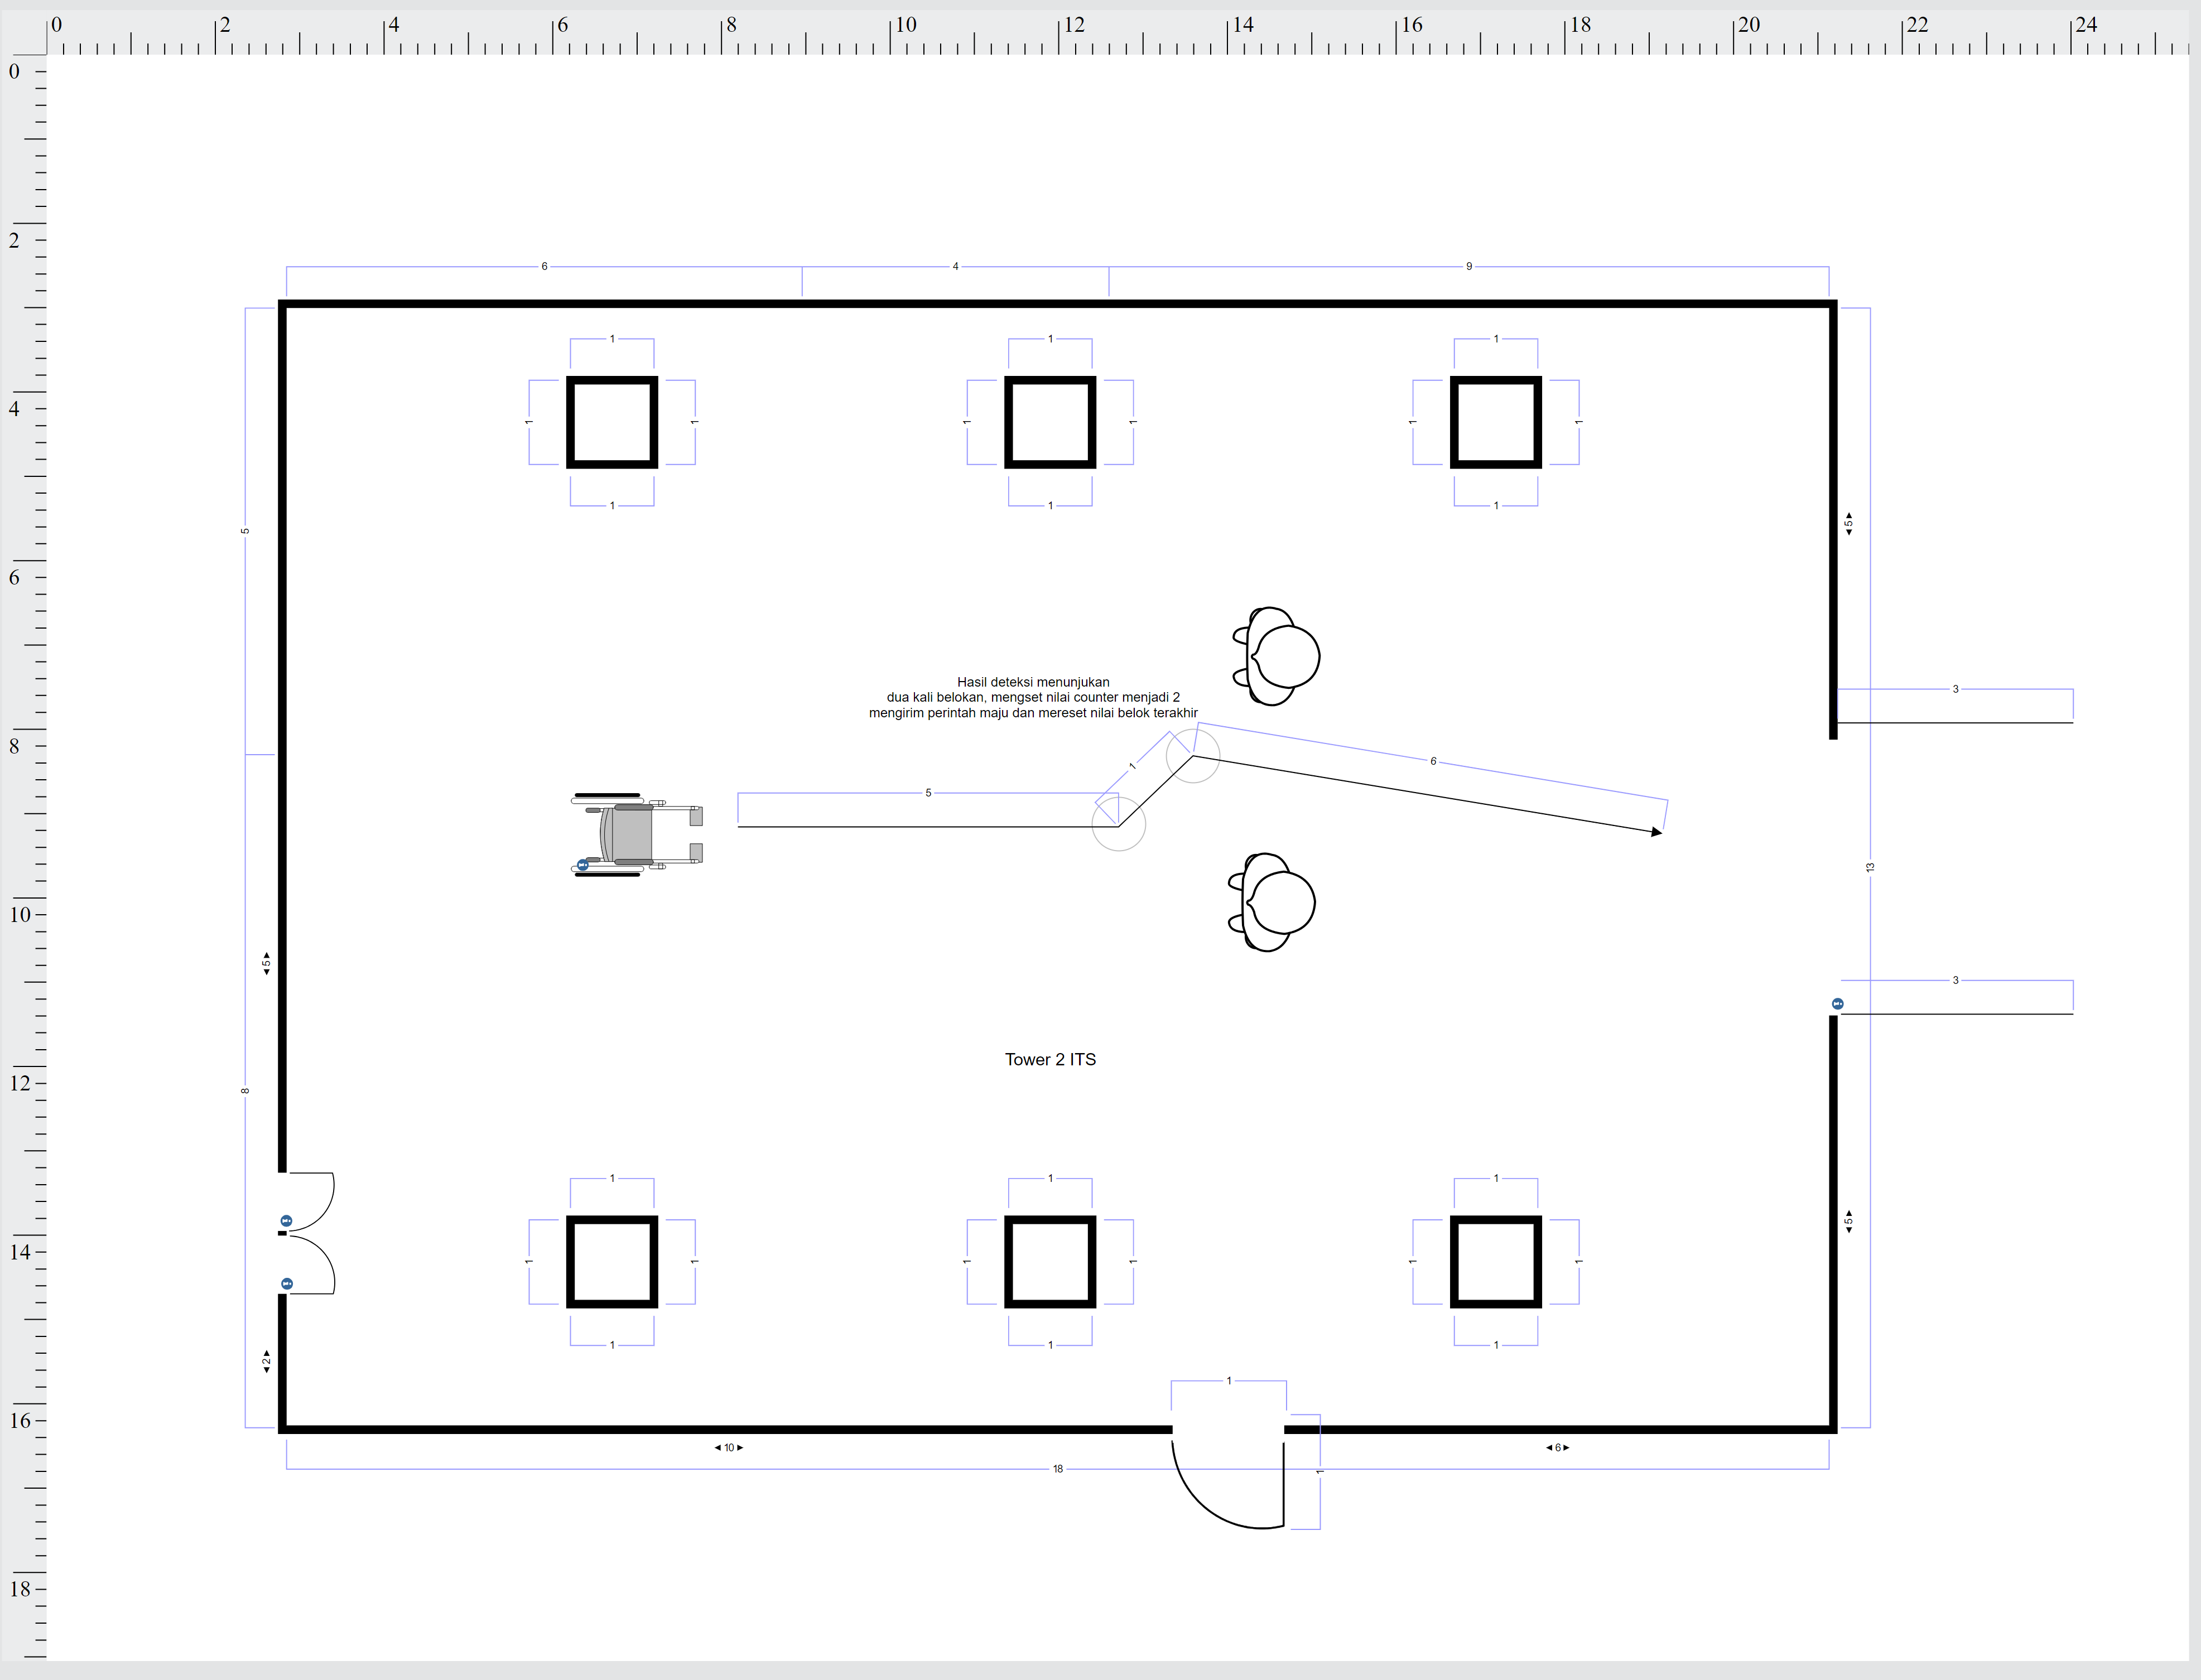 0 2 4 6 8 10 12 14 16 18 20 22 24
0
2
4
6
8
10
12
14
16
18
6 4 9
1 1 1
1 1 1 1 1 1
1 1 1
5
5
13
Hasil deteksi menunjukan
dua kali belokan, mengset nilai counter menjadi 2
mengirim perintah maju dan mereset nilai belok terakhir
3
1
6
5
5
3
Tower 2 ITS
8
1 1 1
5
1 1 1 1 1 1
1 1 1
2
1
10 6
18
1